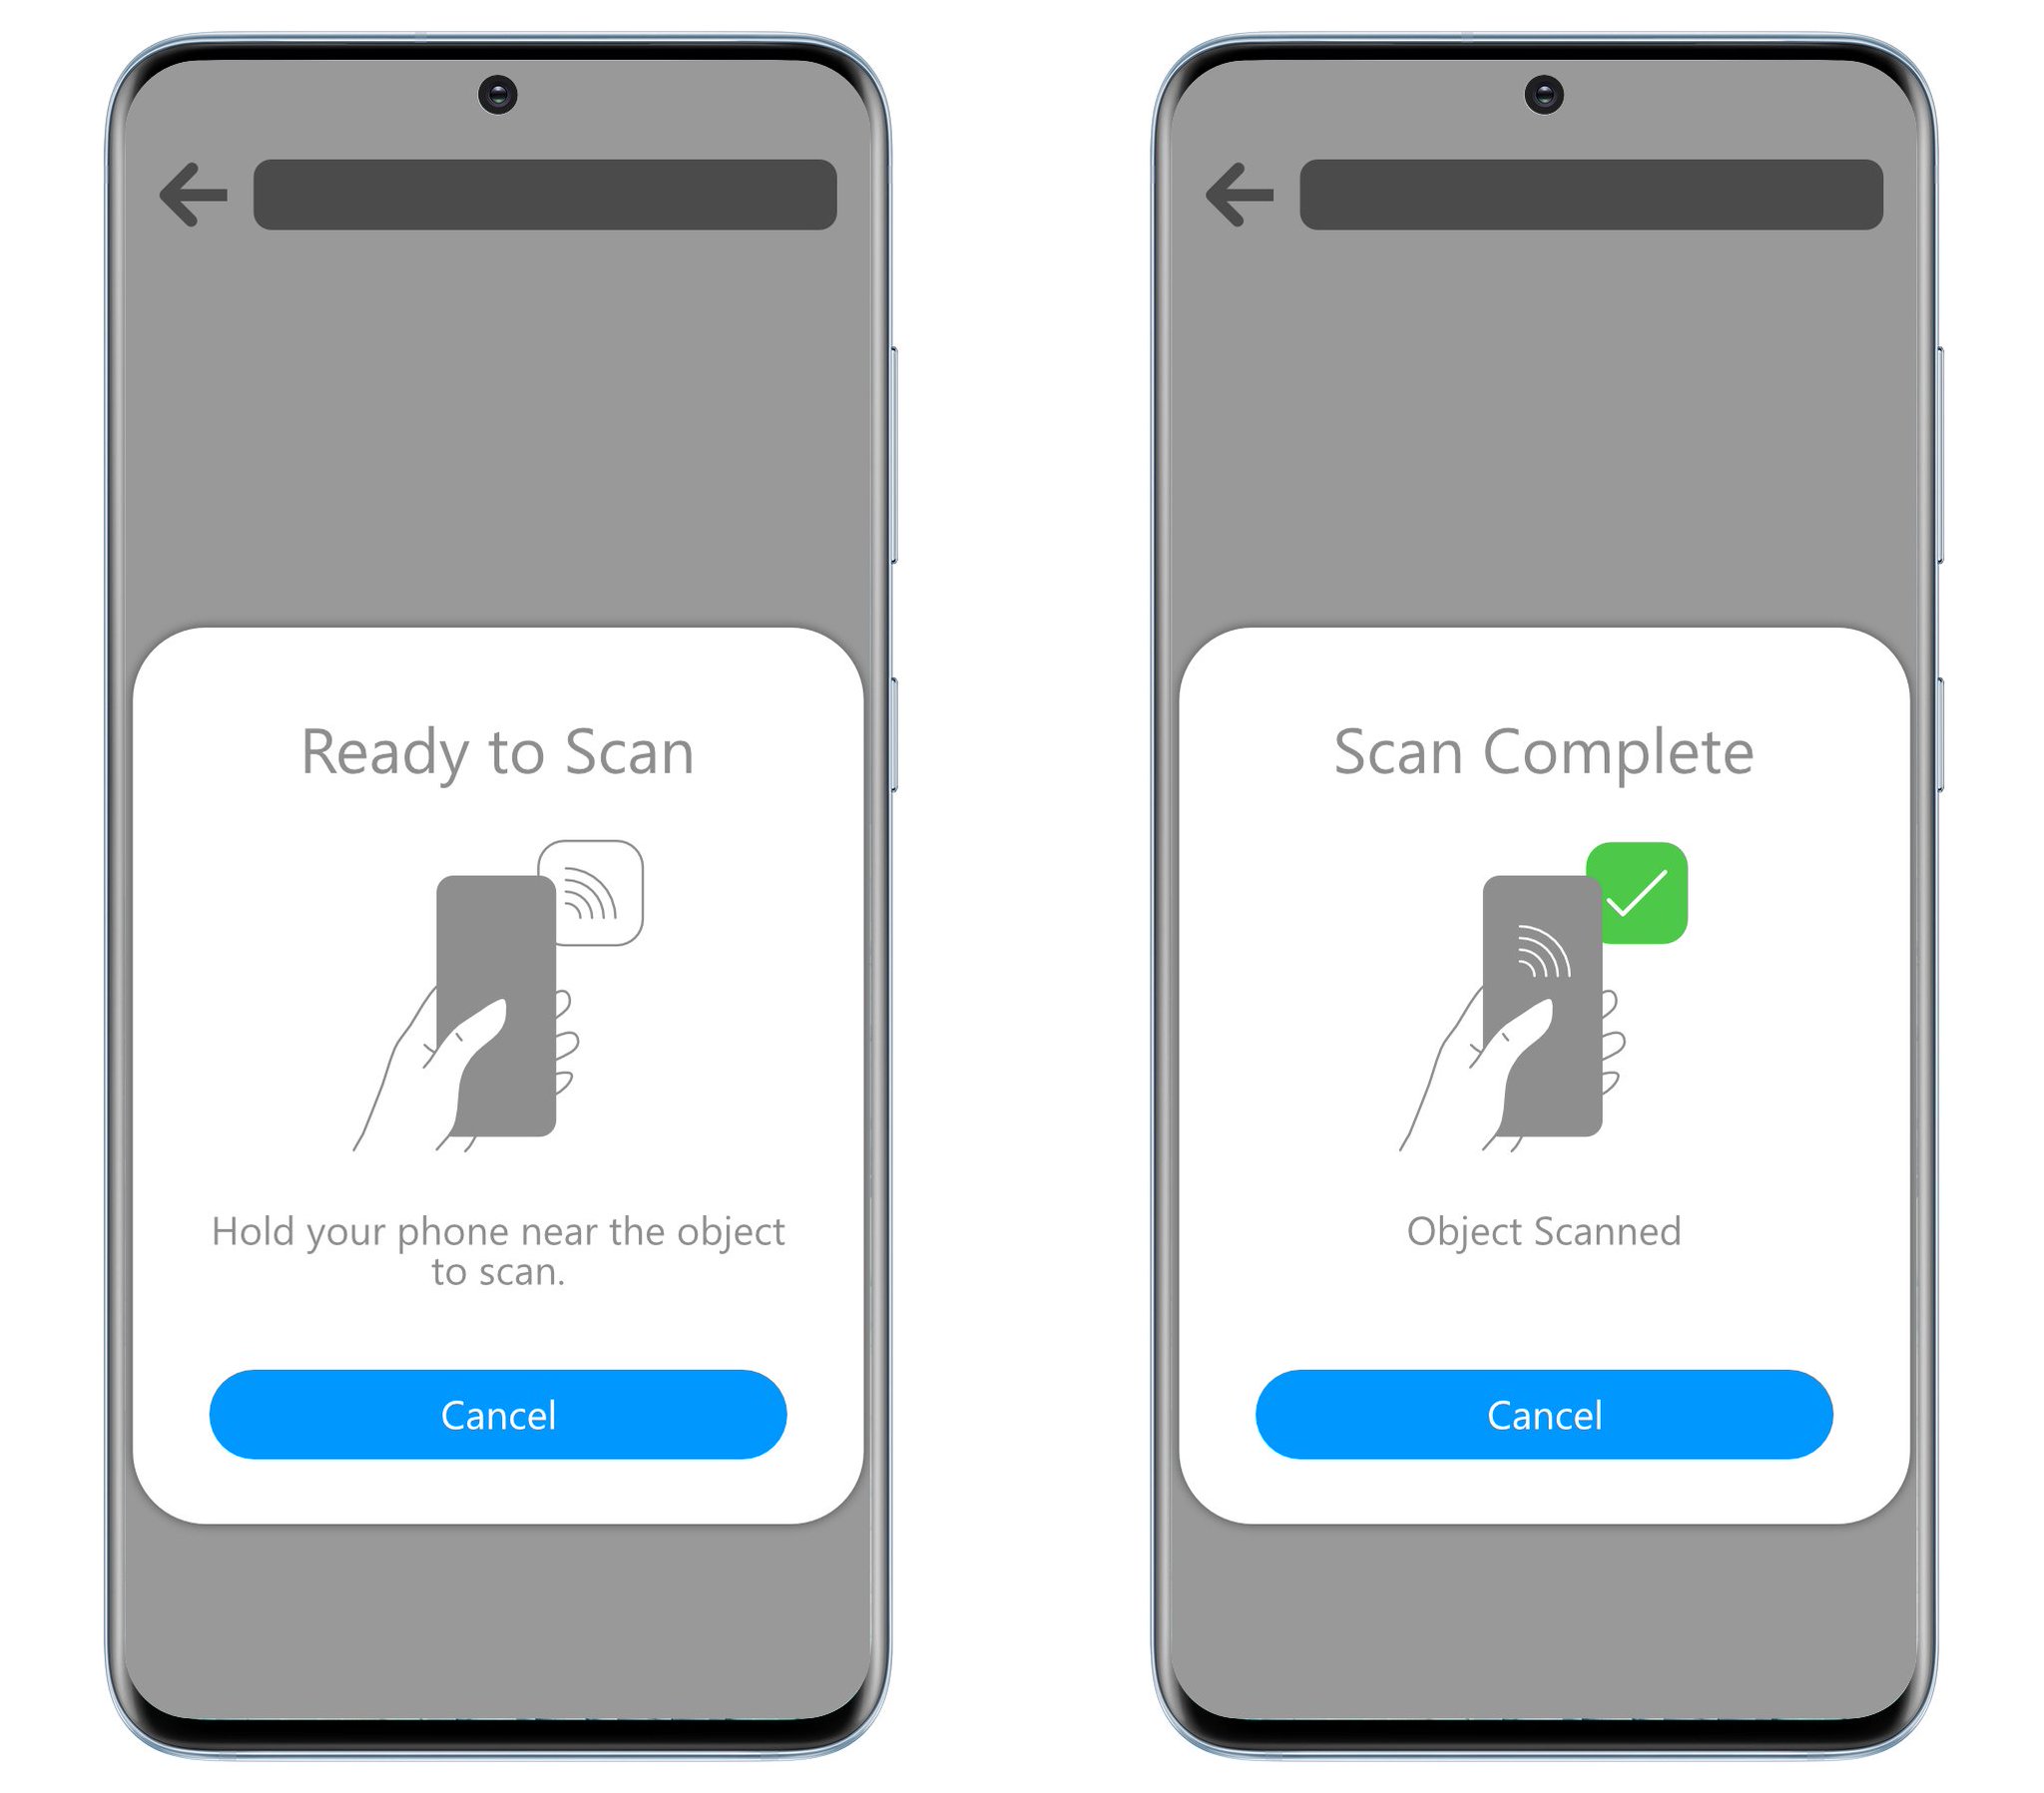 Ready to Scan
Hold your phone near the object
to scan.
Cancel
Scan Complete
Object Scanned
Cancel